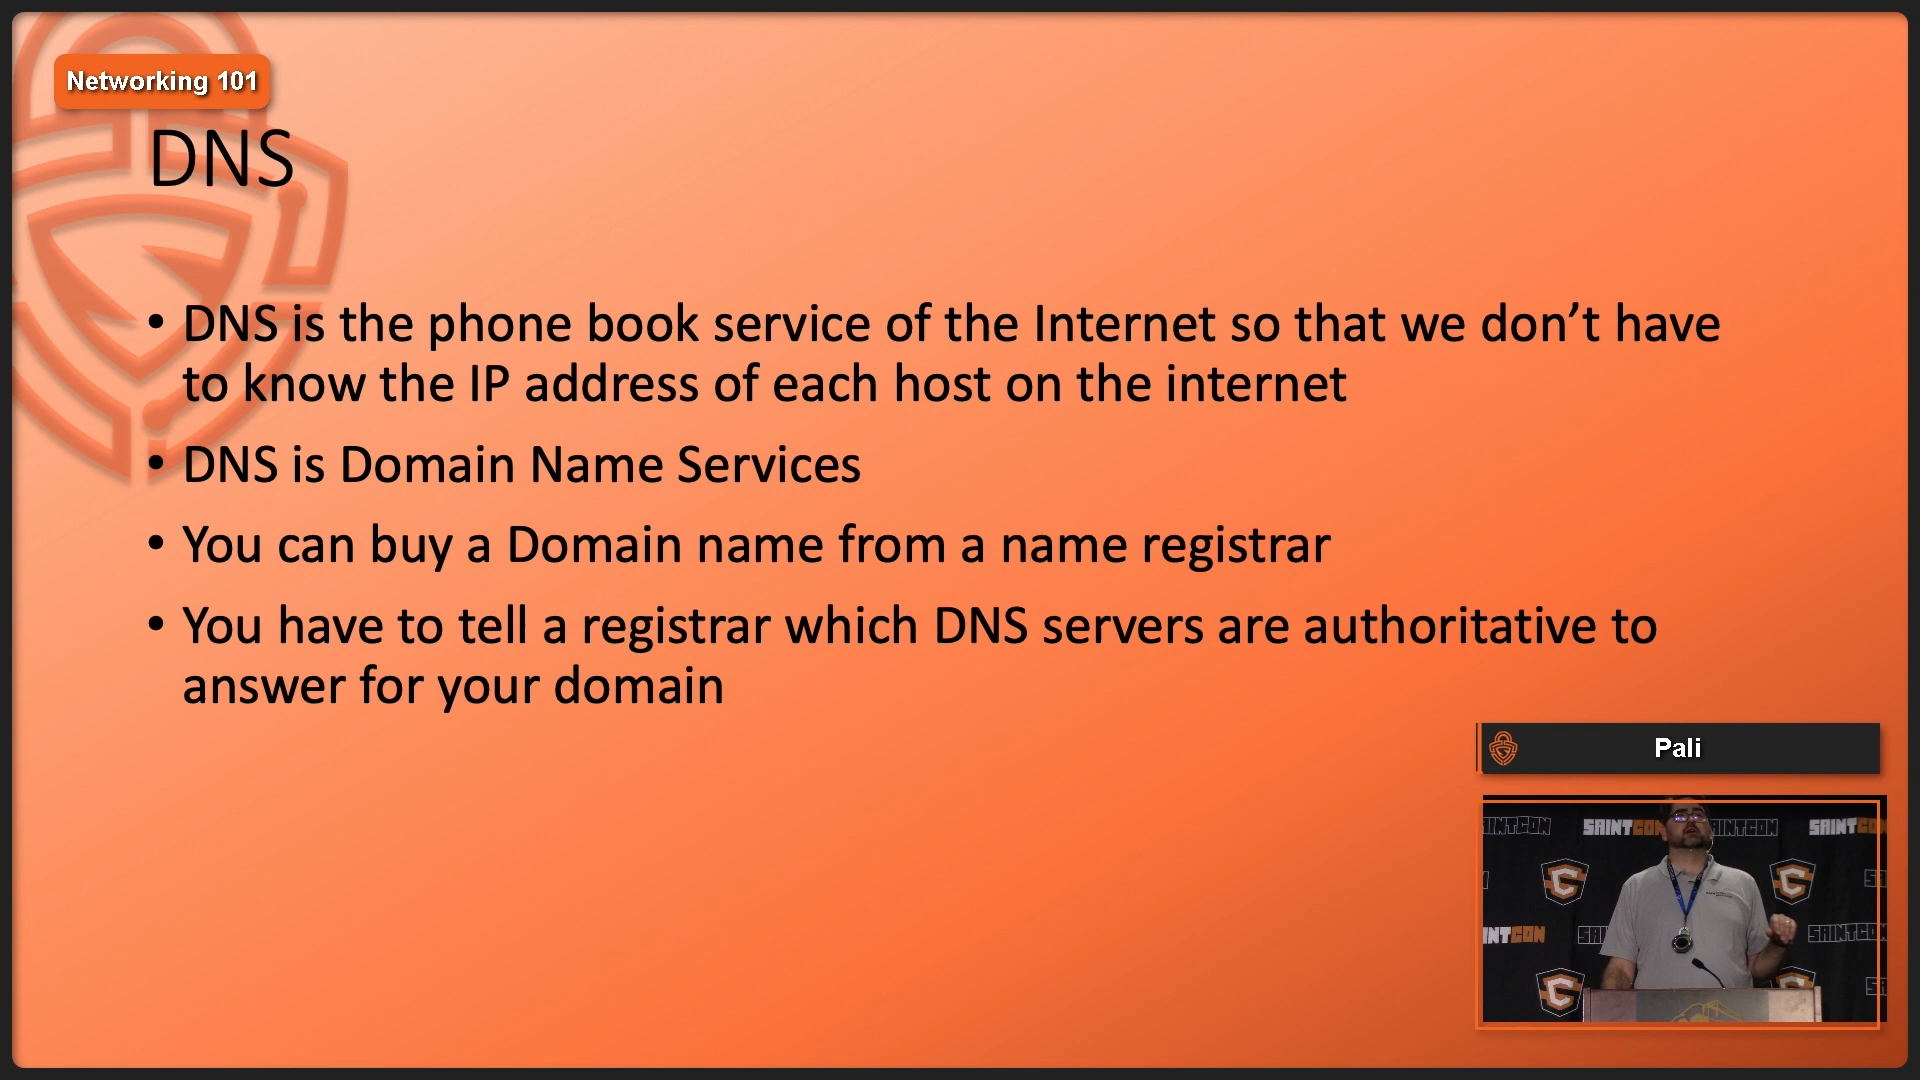 Networking 101
DNS
• DNS is the phone book service of the Internet so that we don’t have
to know the IP address of each host on the internet
• DNS is Domain Name Services
• You can buy a Domain name from a name registrar
• You have to tell a registrar which DNS servers are authoritative to
answer for your domain
Pali
SAINTCON SAINTCON
SAINTCON